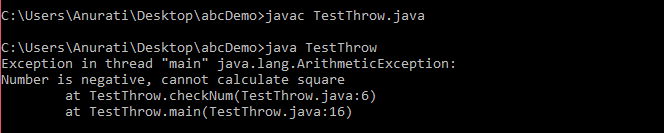 C:\Users\Anurati\Desktop\abcDemo>javac TestThrow.java
C:\Users\Anurati\Desktop\abcDemo>java TestThrow
Exception in thread "main" java.lang.ArithmeticException:
Number is negative, cannot calculate square
at TestThrow.checkNum(TestThrow.java:6)
at TestThrow.main(TestThrow.java:16)